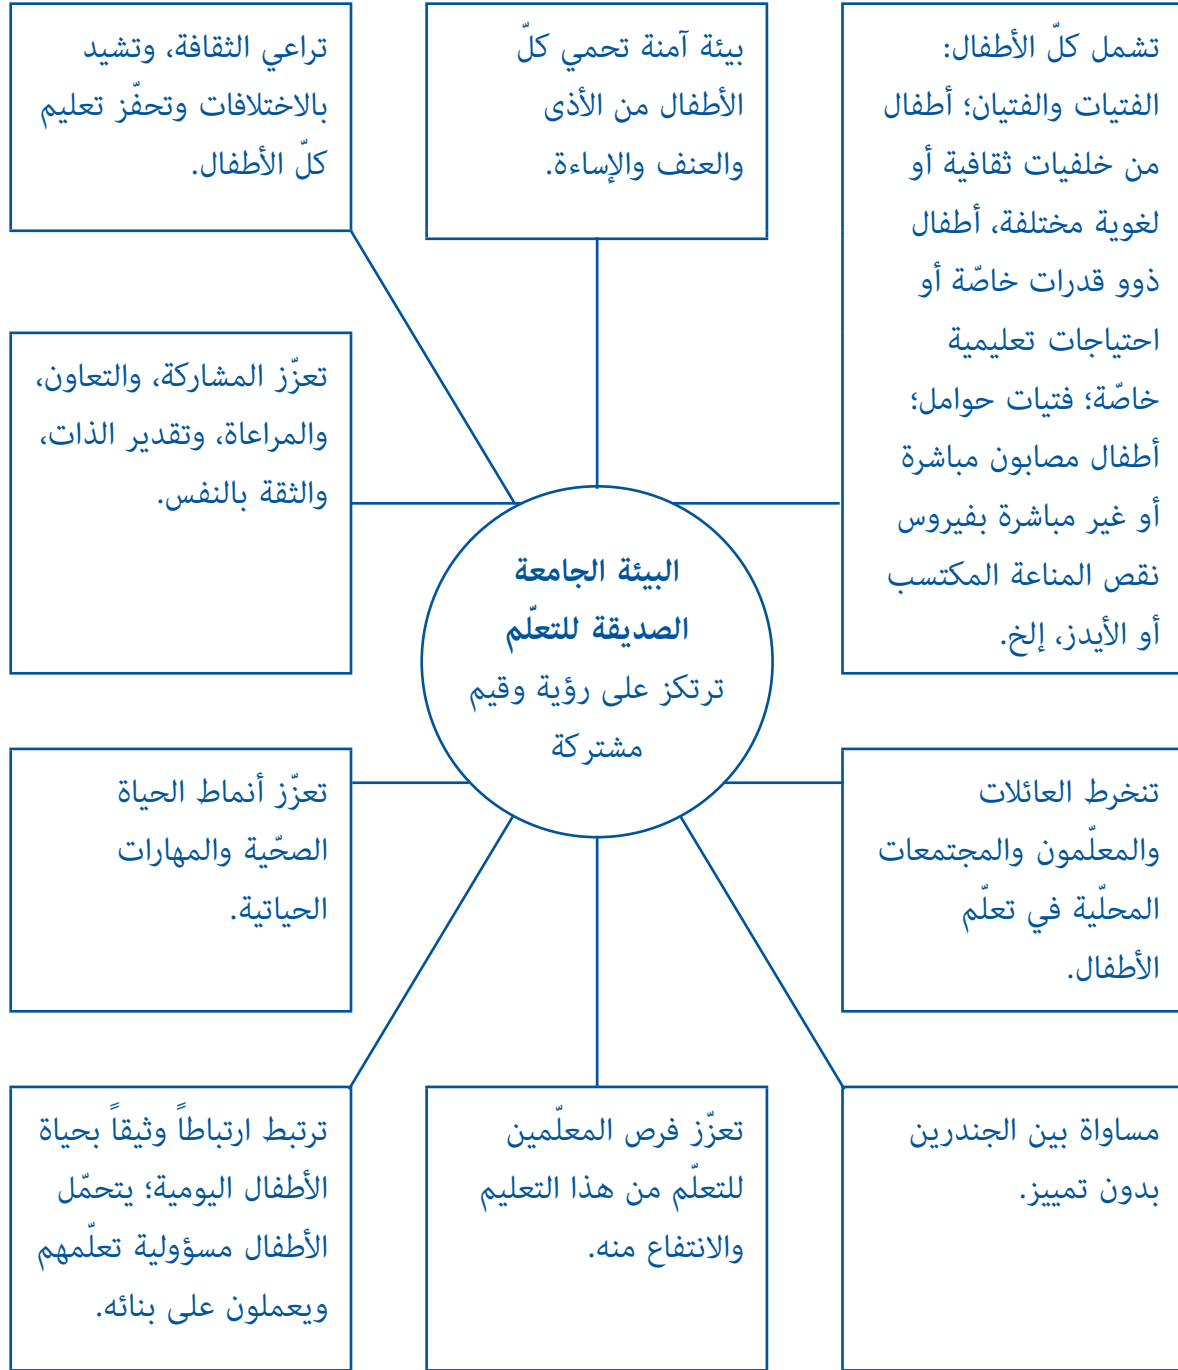 تشمل كلّ الأطفال:
الفتيات والفتيان؛ أطفال
من خلفيات ثقافية أو
لغوية مختلفة، أطفال
ذوو قدرات خاصّة أو
احتياجات تعليمية
خاصّة؛ فتيات حوامل؛
أطفال مصابون مباشرة
أو غير مباشرة بفيروس
نقص المناعة المكتسب
أو الأيدز، إلخ.
بيئة آمنة تحمي كلّ
الأطفال من الأذى
والعنف والإساءة.
تراعي الثقافة، وتشيد
بالاختلافات وتحفّز تعليم
كلّ الأطفال.
تعزّز المشاركة، والتعاون،
والمراعاة، وتقدير الذات،
والثقة بالنفس.
البيئة الجامعة
الصديقة للتعلّم
ترتكز على رؤية وقيم
مشتركة
تنخرط العائلات
والمعلّمون والمجتمعات
المحلّية في تعلّم
الأطفال.
تعزّز أنماط الحياة
الصحّية والمهارات
الحياتية.
مساواة بين الجندرين
بدون تمييز.
تعزّز فرص المعلّمين
للتعلّم من هذا التعليم
والانتفاع منه.
ترتبط ارتباطاً وثيقاً بحياة
الأطفال اليومية؛ يتحمّل
الأطفال مسؤولية تعلّمهم
ويعملون على بنائه.